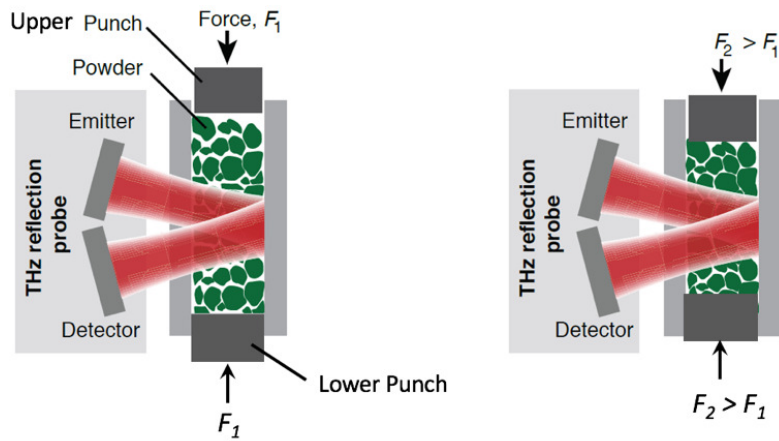 Upper Punch
Force, F₁
Powder
Emitter
THz reflection
probe
Detector
Lower Punch
F₁
F₂ > F₁
Emitter
THz reflection
probe
Detector
F₂ > F₁